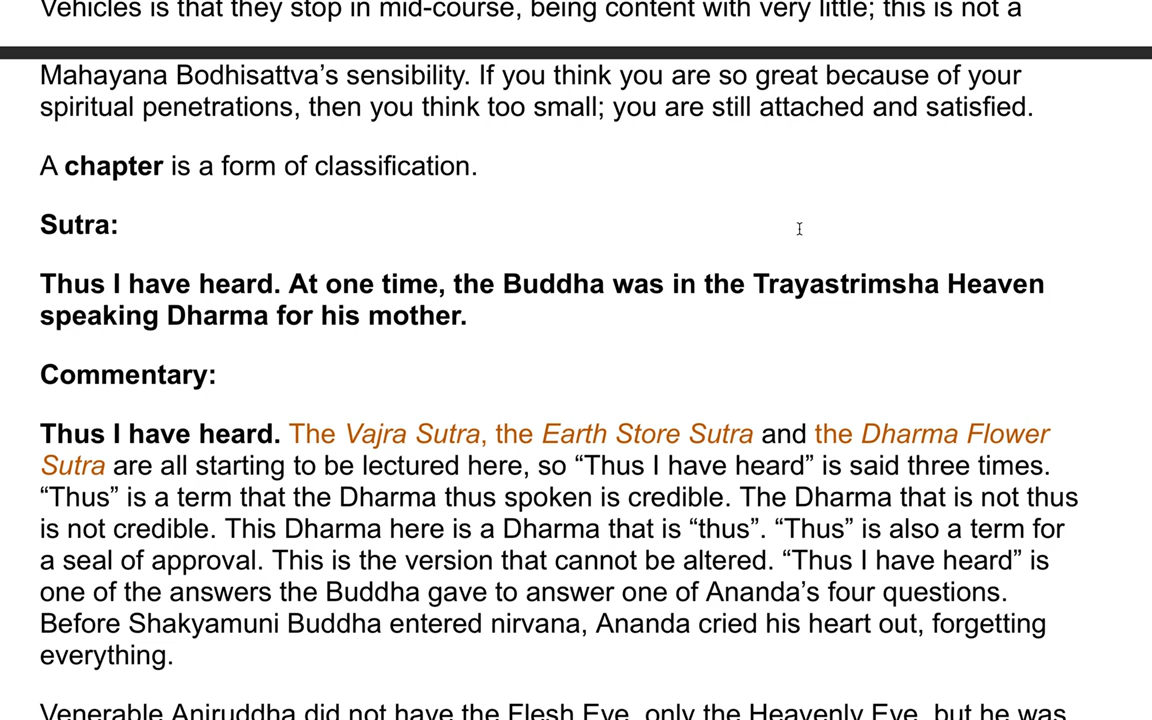 Vehicles is that they stop in mid-course, being content with very little; this is not a
Mahayana Bodhisattva’s sensibility. If you think you are so great because of your
spiritual penetrations, then you think too small; you are still attached and satisfied.
A chapter is a form of classification.
Sutra:
Thus I have heard. At one time, the Buddha was in the Trayastrimsha Heaven
speaking Dharma for his mother.
Commentary:
Thus I have heard. The Vajra Sutra, the Earth Store Sutra and the Dharma Flower
Sutra are all starting to be lectured here, so “Thus I have heard” is said three times.
“Thus” is a term that the Dharma thus spoken is credible. The Dharma that is not thus
is not credible. This Dharma here is a Dharma that is “thus”. “Thus” is also a term for
a seal of approval. This is the version that cannot be altered. “Thus I have heard” is
one of the answers the Buddha gave to answer one of Ananda’s four questions.
Before Shakyamuni Buddha entered nirvana, Ananda cried his heart out, forgetting
everything.
Venerable Aniruddha did not have the Flesh Eye, only the Heavenly Eye, but he was